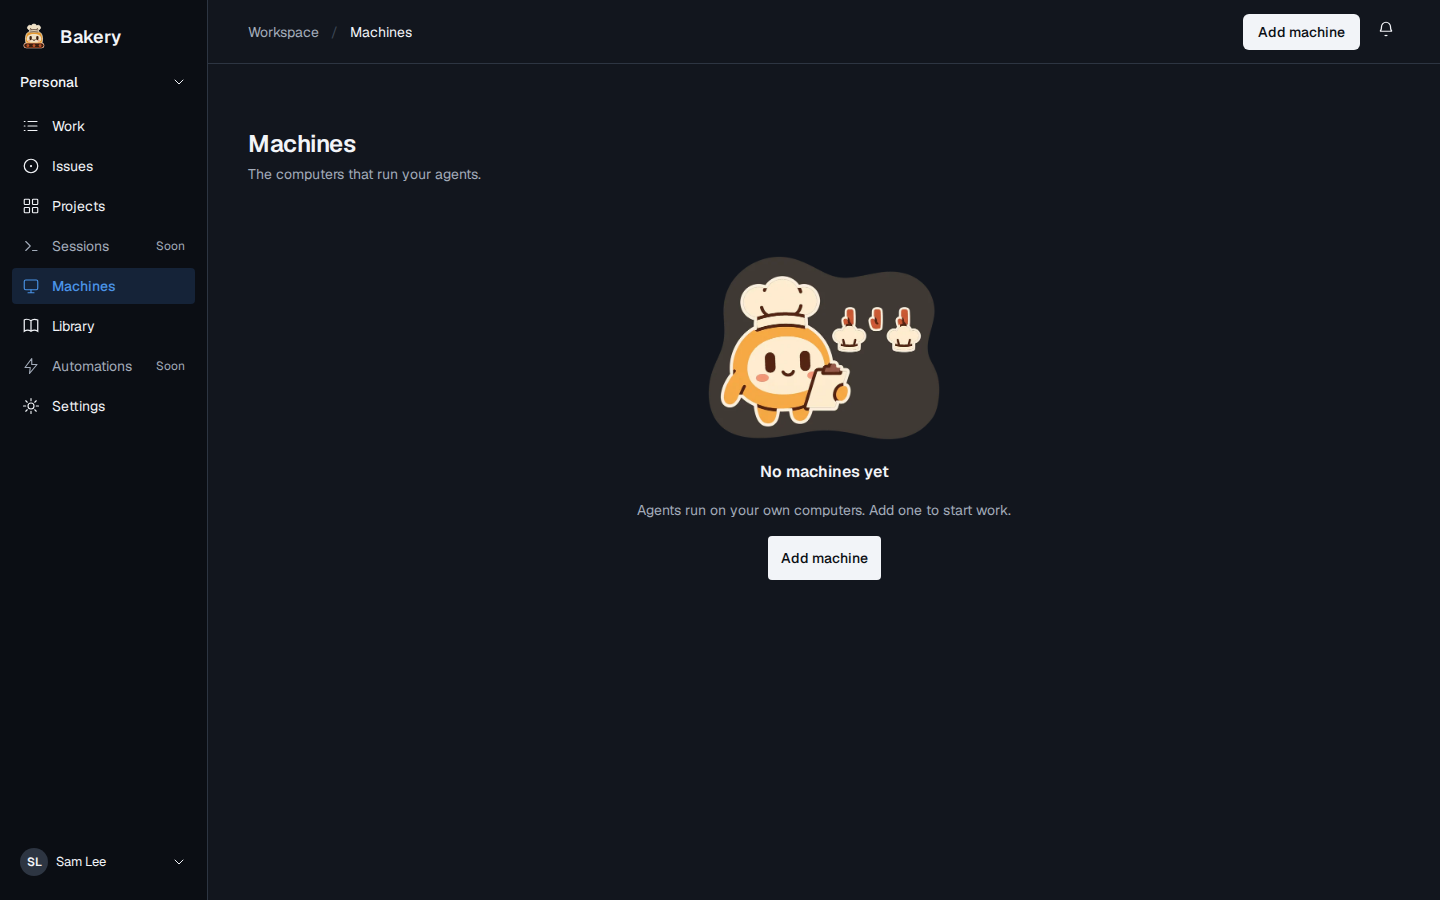 Bakery
Personal
Work
Issues
Projects
Sessions Soon
Machines
Library
Automations Soon
Settings
SL Sam Lee
Workspace / Machines
Add machine
Machines
The computers that run your agents.
No machines yet
Agents run on your own computers. Add one to start work.
Add machine